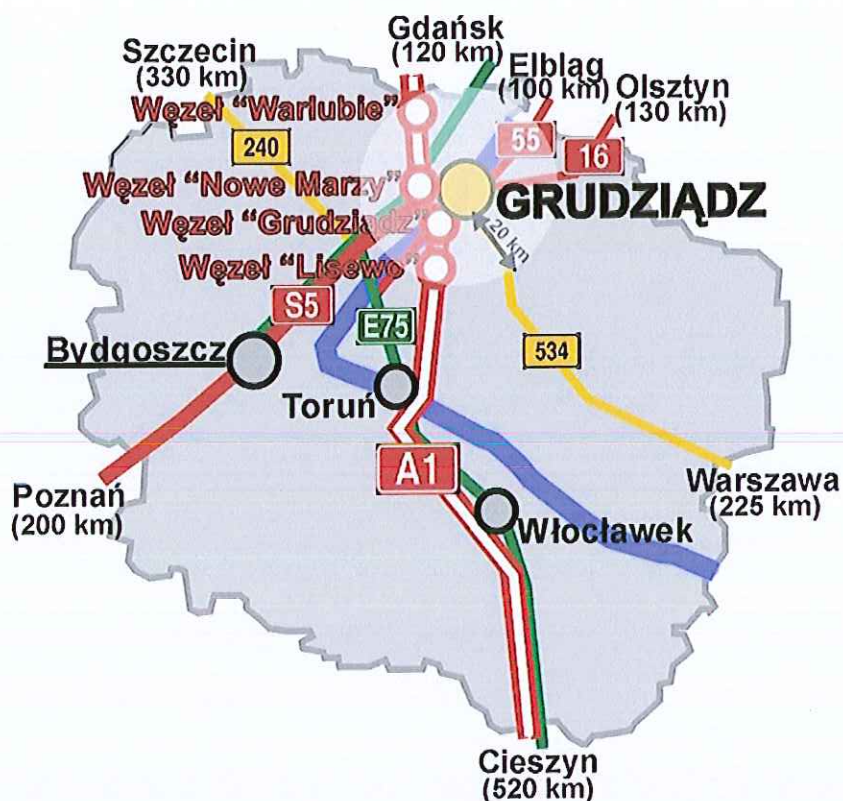 Gdańsk
(120 km)
Szczecin
(330 km)
Elbląg
(100 km)
Olsztyn
(130 km)
Węzeł "Warlubie"
55
240
16
Węzeł "Nowe Marzy"
GRUDZIĄDZ
Węzeł "Grudziądz"
20 km
Węzeł "Lisewo"
S5
E75
534
Bydgoszcz
Toruń
A1
Warszawa
(225 km)
Poznań
(200 km)
Włocławek
Cieszyn
(520 km)